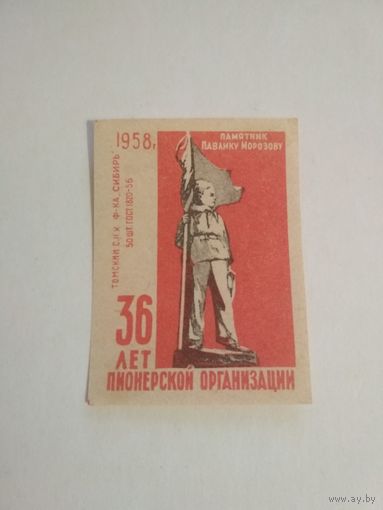 1958г.
ПАМЯТНИК
ПАВЛИКУ МОРОЗОВУ
ТОМСКИЙ С.Н.Х. Ф-КА „СИБИРЬ"
50 ШТ. ГОСТ 1820-56
36
ЛЕТ
ПИОНЕРСКОЙ ОРГАНИЗАЦИИ
www.ay.by